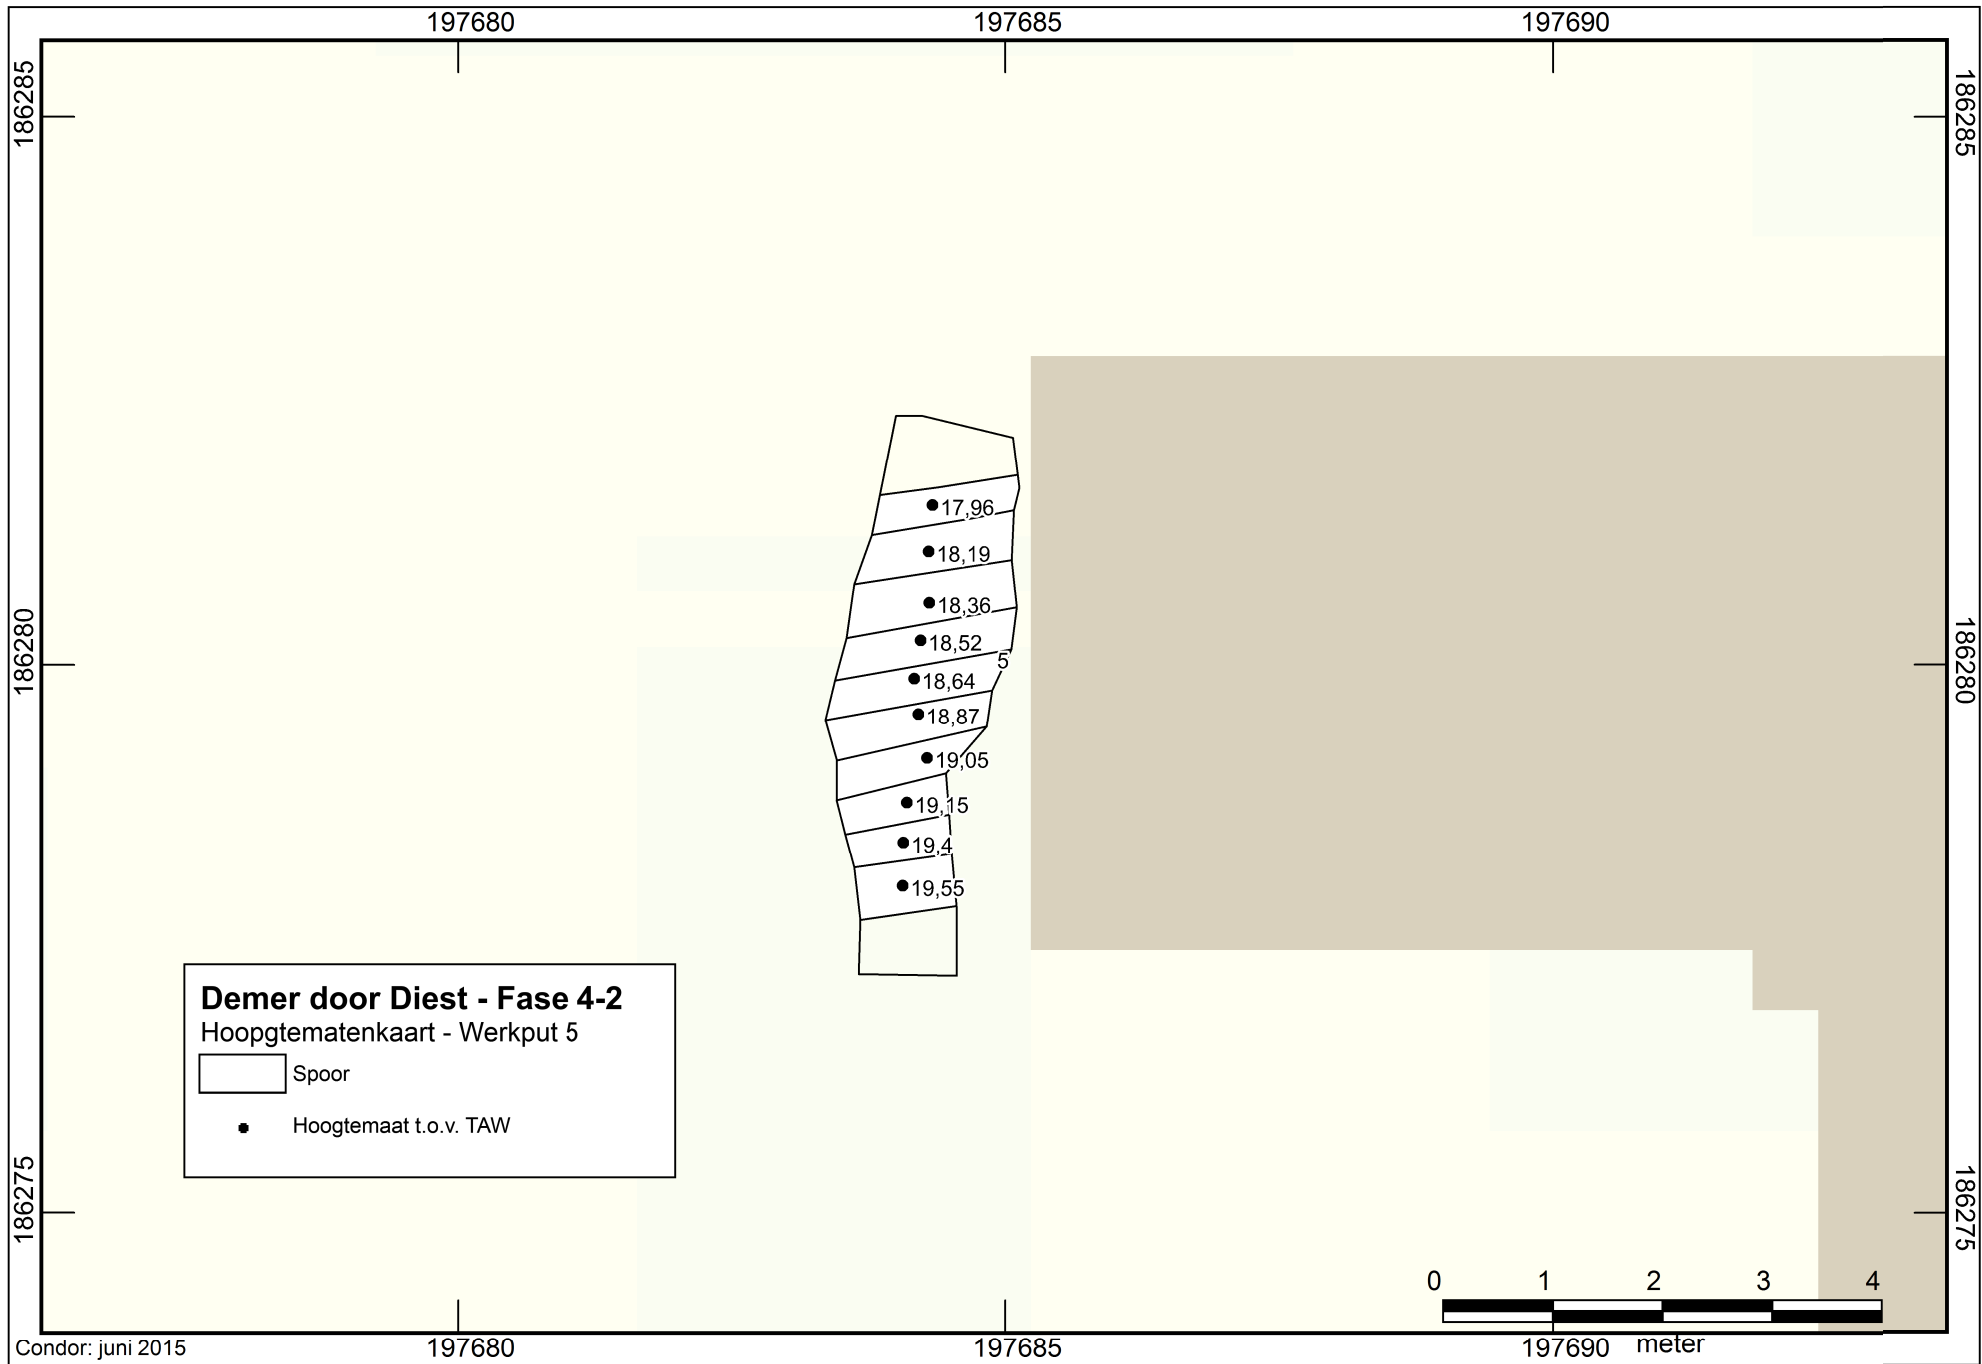 197680 197685 197690
186285 186285
17,96
18,19
18,36
18,52
186280 5 186280
18,64
18,87
19,05
19,15
19,4
19,55
Demer door Diest - Fase 4-2
Hoopgtematenkaart - Werkput 5
Spoor
Hoogtemaat t.o.v. TAW
186275 186275
0 1 2 3 4
meter
Condor: juni 2015 197680 197685 197690